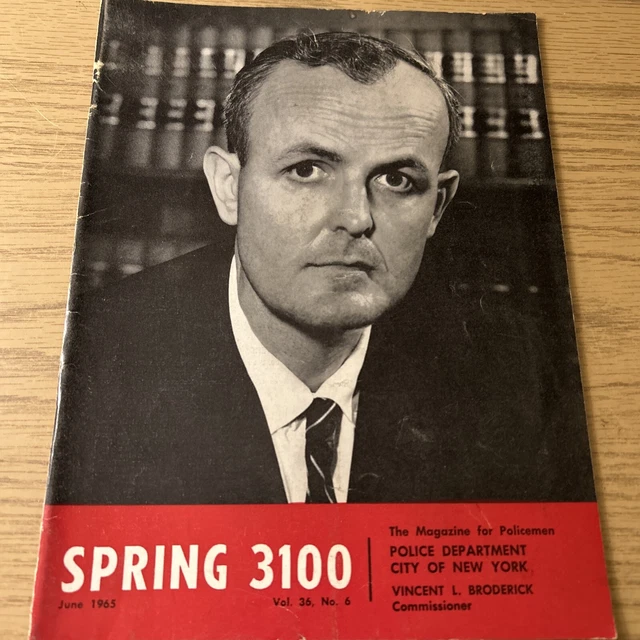 SPRING 3100
June 1965
Vol. 36, No. 6
The Magazine for Policemen
POLICE DEPARTMENT
CITY OF NEW YORK
VINCENT L. BRODERICK
Commissioner